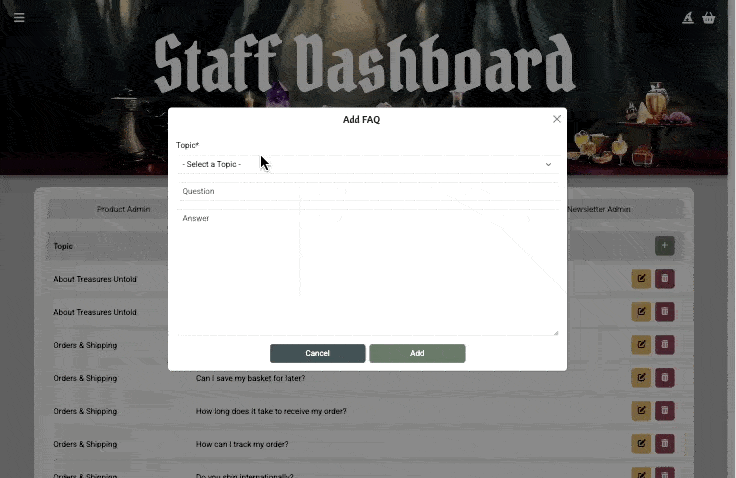 Staff Dashboard
Add FAQ
Topic*
- Select a Topic -
Question
Answer
Cancel
Add
Product Admin
Newsletter Admin
Topic
About Treasures Untold
About Treasures Untold
Orders & Shipping
Orders & Shipping Can I save my basket for later?
Orders & Shipping How long does it take to receive my order?
Orders & Shipping How can I track my order?
Orders & Shipping Do you ship internationally?